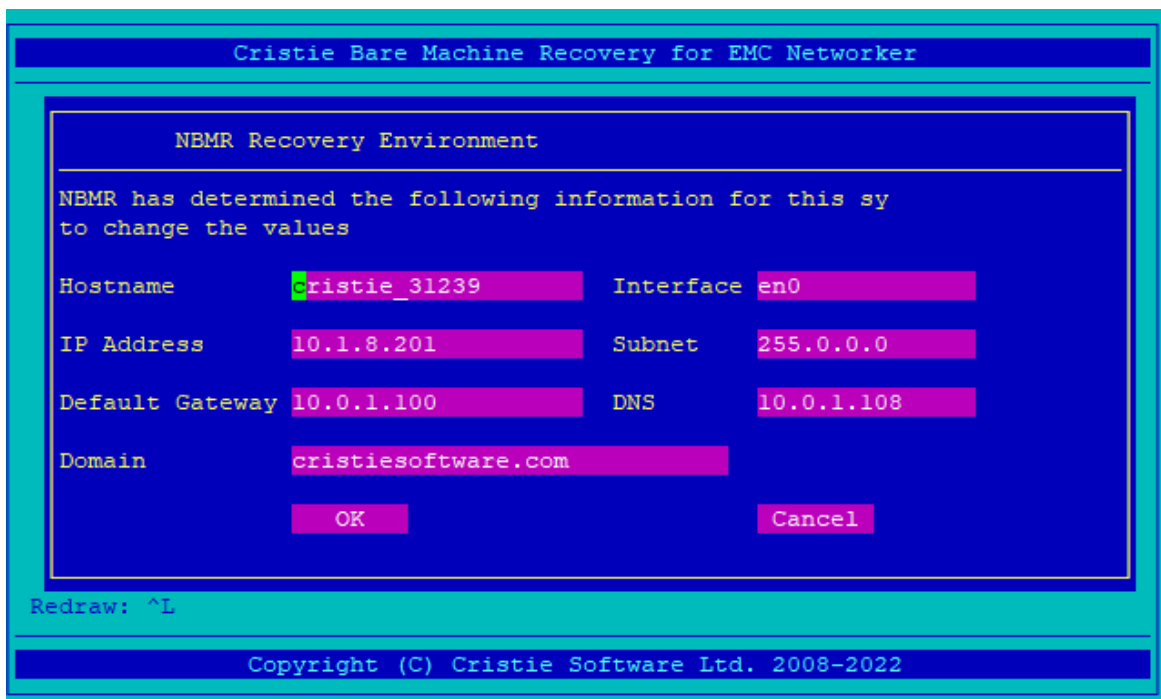 Cristie Bare Machine Recovery for EMC Networker
NBMR Recovery Environment
NBMR has determined the following information for this sy
to change the values
Hostname cristie_31239 Interface en0
IP Address 10.1.8.201 Subnet 255.0.0.0
Default Gateway 10.0.1.100 DNS 10.0.1.108
Domain cristiesoftware.com
OK Cancel
Redraw: ^L
Copyright (C) Cristie Software Ltd. 2008-2022